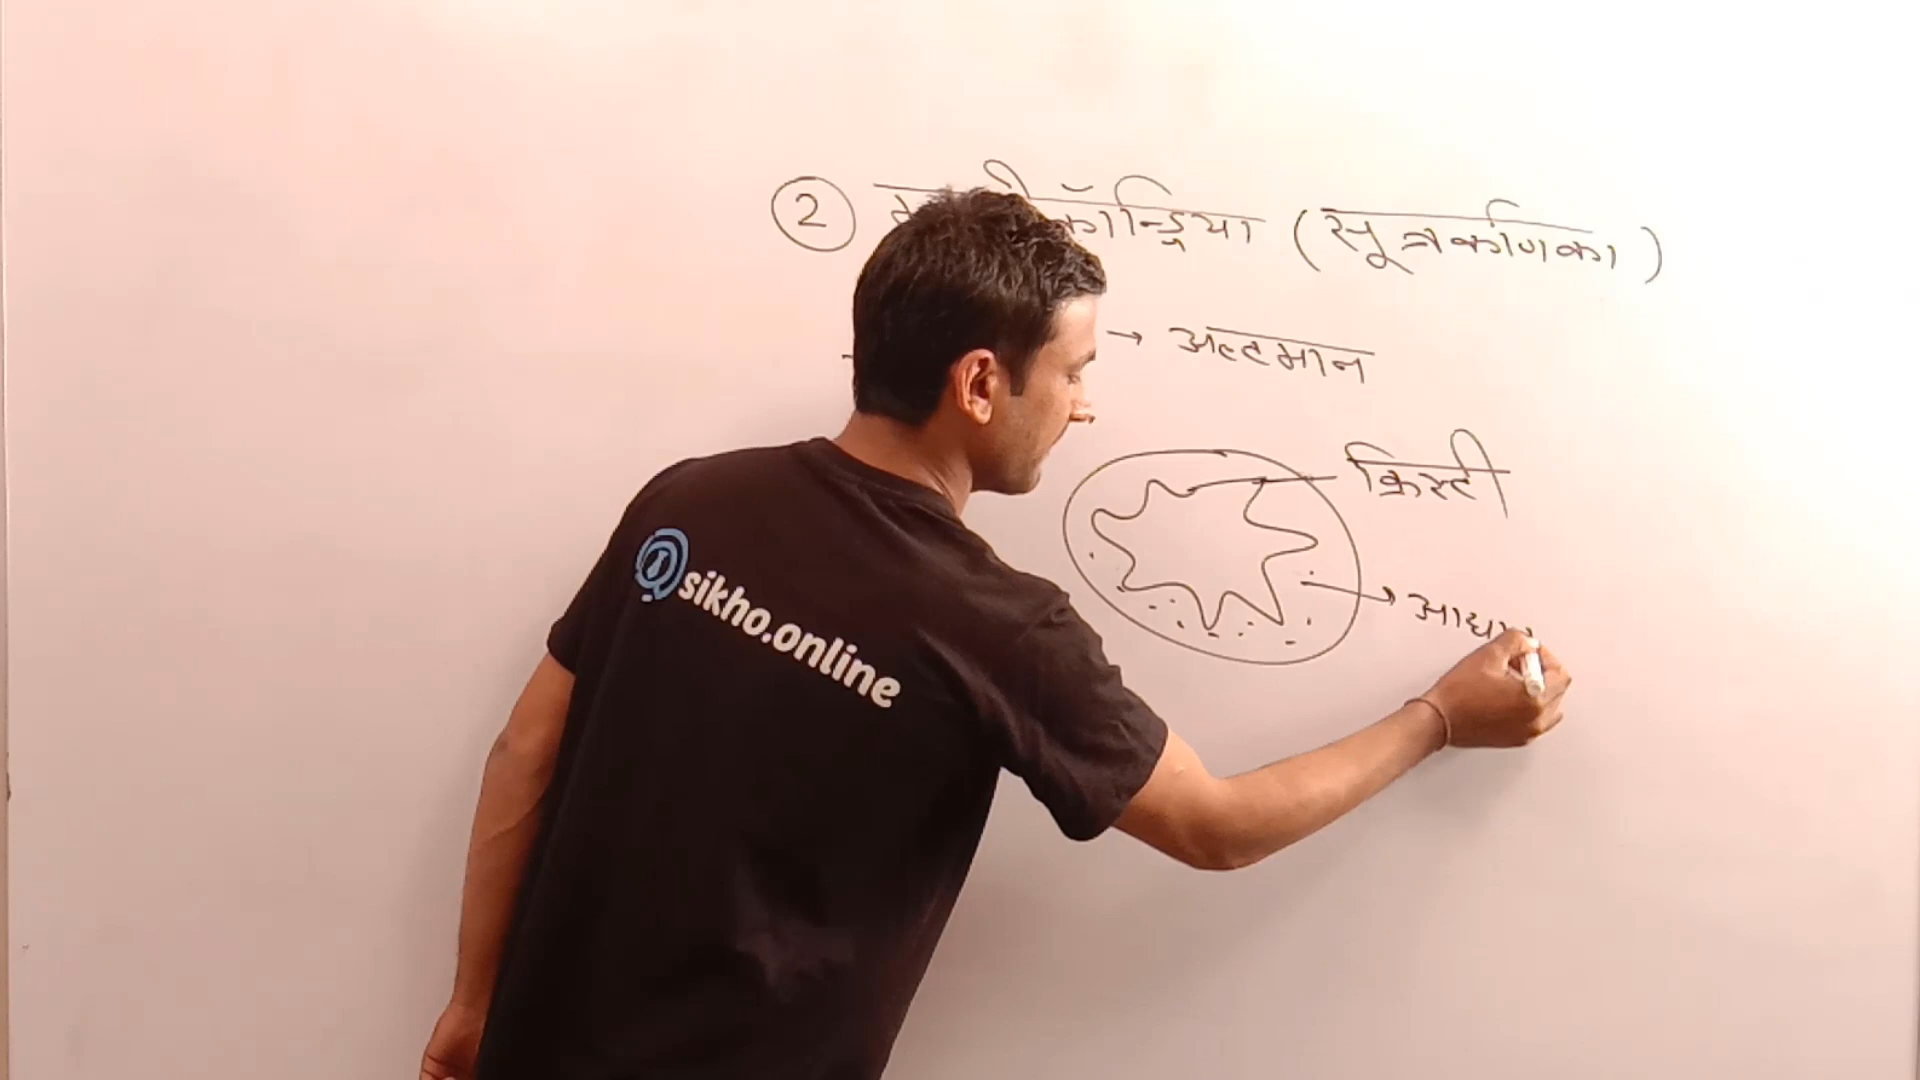 2 (सूत्रकणिका)
→ अल्टमान
क्रिस्टी
sikho.online